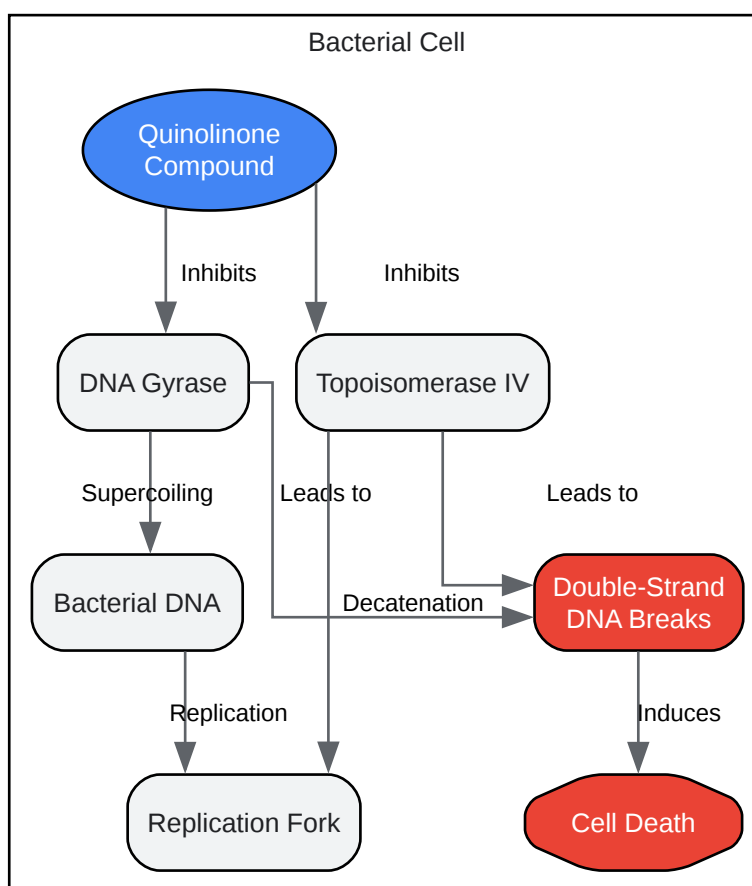 Bacterial Cell
Quinolinone
Compound
Inhibits
Inhibits
DNA Gyrase
Topoisomerase IV
Supercoiling
Leads to
Leads to
Bacterial DNA
Decatenation
Double-Strand
DNA Breaks
Replication
Induces
Replication Fork
Cell Death